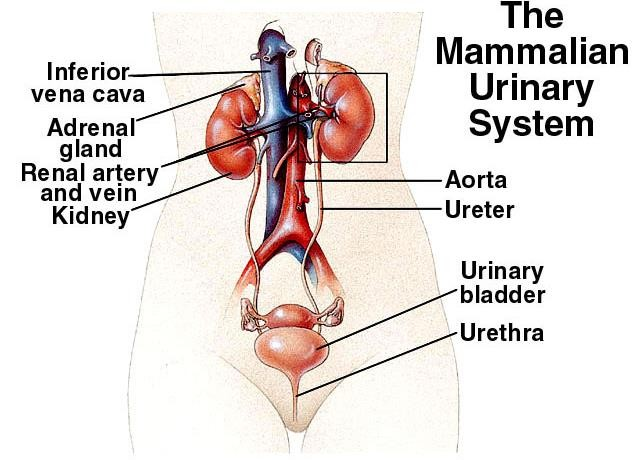 The
Mammalian
Urinary
System
Inferior
vena cava
Adrenal
gland
Renal artery
and vein
Kidney
Aorta
Ureter
Urinary
bladder
Urethra